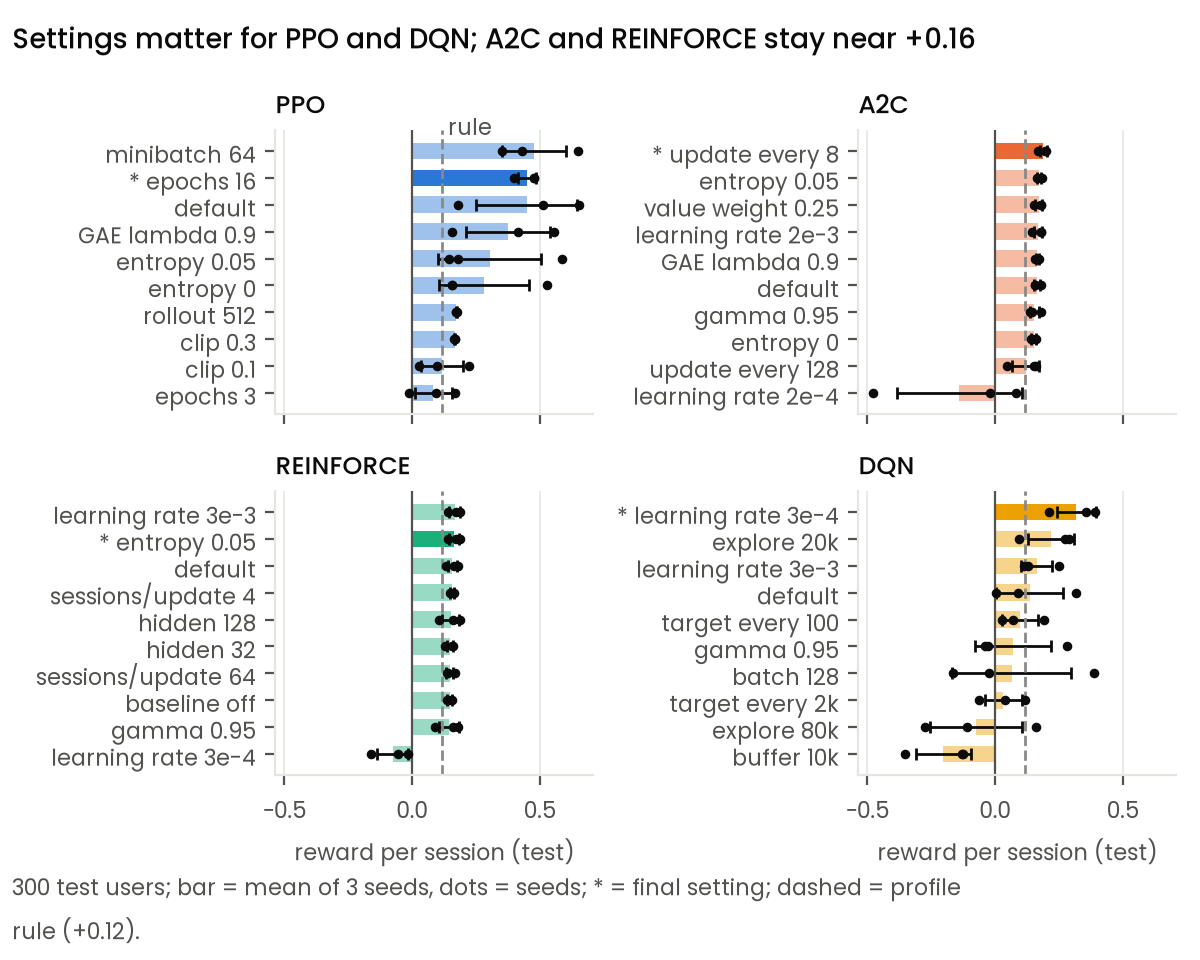 Settings matter for PPO and DQN; A2C and REINFORCE stay near +0.16
PPO
rule
minibatch 64
* epochs 16
default
GAE lambda 0.9
entropy 0.05
entropy 0
rollout 512
clip 0.3
clip 0.1
epochs 3
A2C
* update every 8
entropy 0.05
value weight 0.25
learning rate 2e-3
GAE lambda 0.9
default
gamma 0.95
entropy 0
update every 128
learning rate 2e-4
REINFORCE
learning rate 3e-3
* entropy 0.05
default
sessions/update 4
hidden 128
hidden 32
sessions/update 64
baseline off
gamma 0.95
learning rate 3e-4
−0.5 0.0 0.5
reward per session (test)
DQN
* learning rate 3e-4
explore 20k
learning rate 3e-3
default
target every 100
gamma 0.95
batch 128
target every 2k
explore 80k
buffer 10k
−0.5 0.0 0.5
reward per session (test)
300 test users; bar = mean of 3 seeds, dots = seeds; * = final setting; dashed = profile
rule (+0.12).